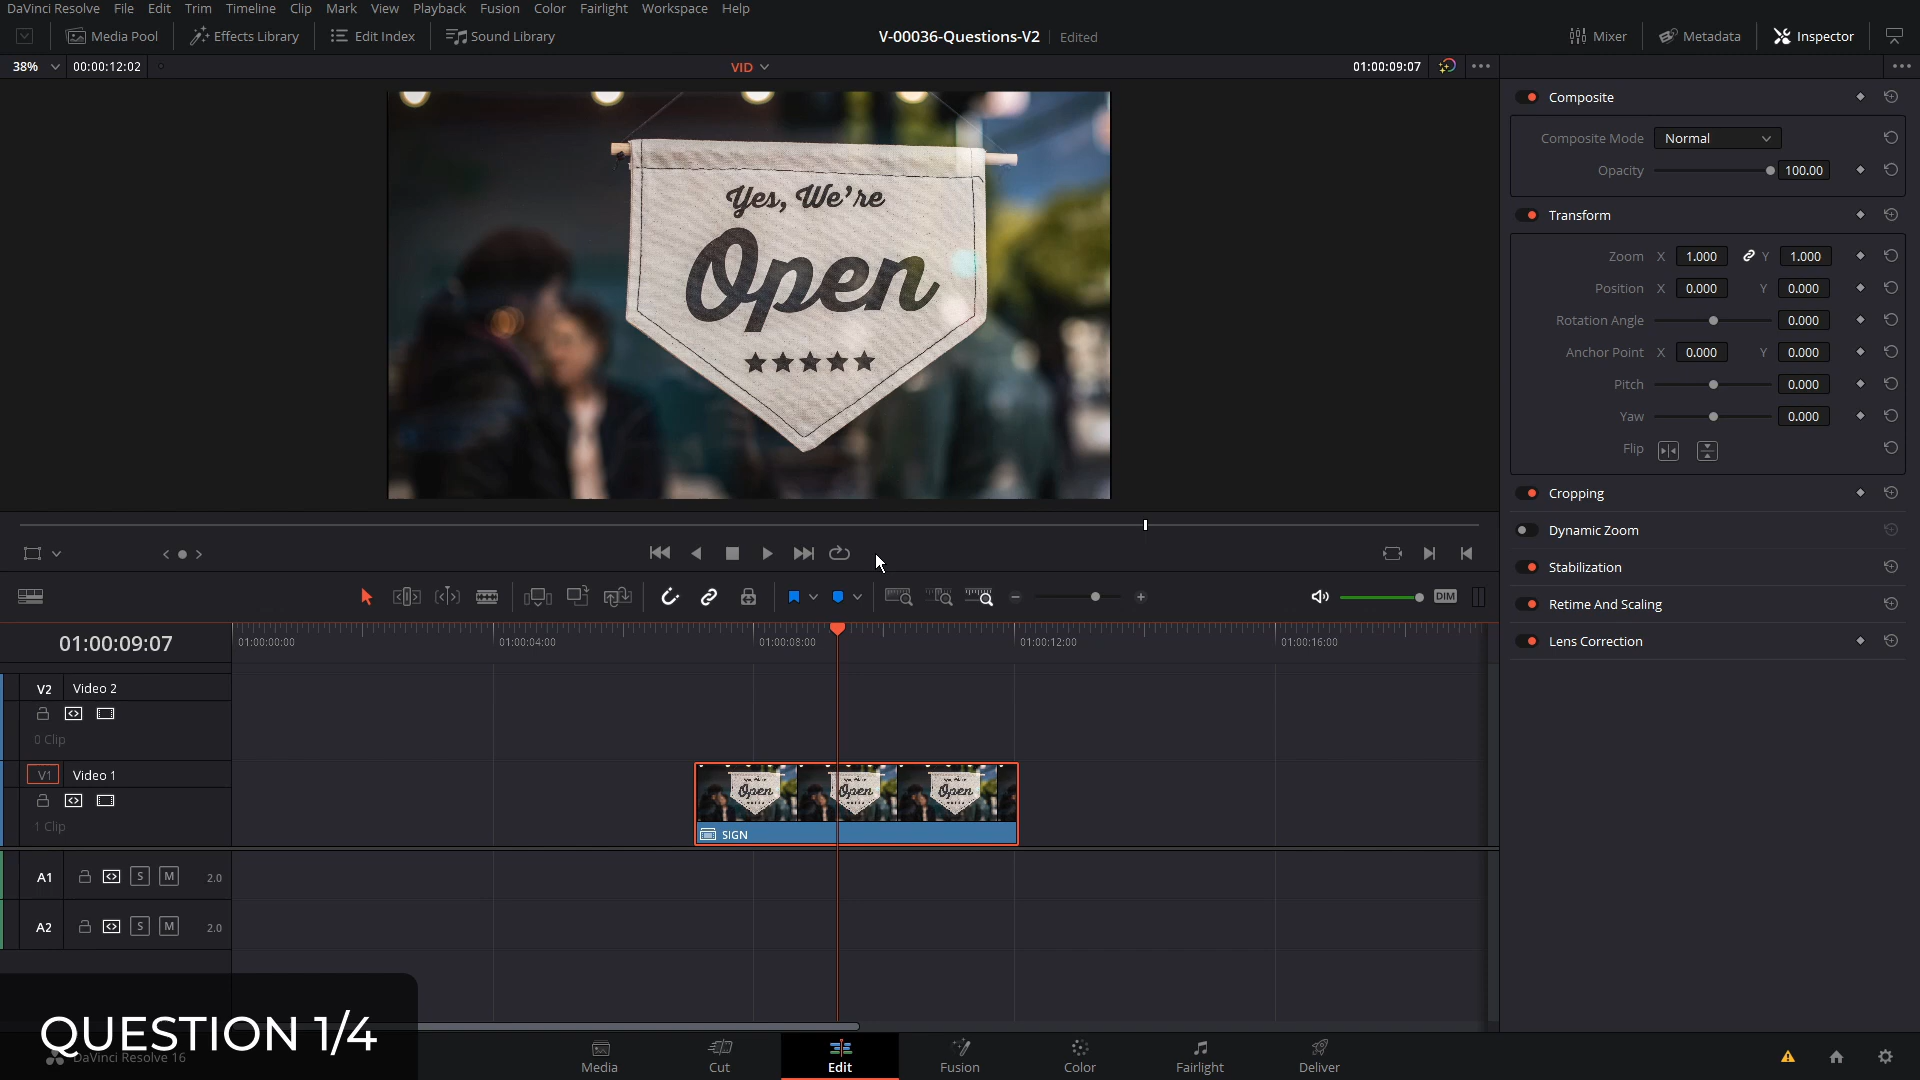 DaVinci Resolve File Edit Trim Timeline Clip Mark View Playback Fusion Color Fairlight Workspace Help
Media Pool Effects Library Edit Index Sound Library V-00036-Questions-V2 Edited Mixer Metadata Inspector
38% 00:00:12:02 VID 01:00:09:07
Composite
Composite Mode Normal
Opacity 100.00
Transform
Zoom X 1.000 Y 1.000
Position X 0.000 Y 0.000
Rotation Angle 0.000
Anchor Point X 0.000 Y 0.000
Pitch 0.000
Yaw 0.000
Flip
Cropping
Dynamic Zoom
Stabilization
Retime And Scaling
Lens Correction
Yes, We're
Open
DIM
01:00:09:07 01:00:00:00 01:00:04:00 01:00:08:00 01:00:12:00 01:00:16:00
V2 Video 2
0 Clip
V1 Video 1
1 Clip
Open Open Open
SIGN
A1 S M 2.0
A2 S M 2.0
QUESTION 1/4
DaVinci Resolve 16
Media Cut Edit Fusion Color Fairlight Deliver